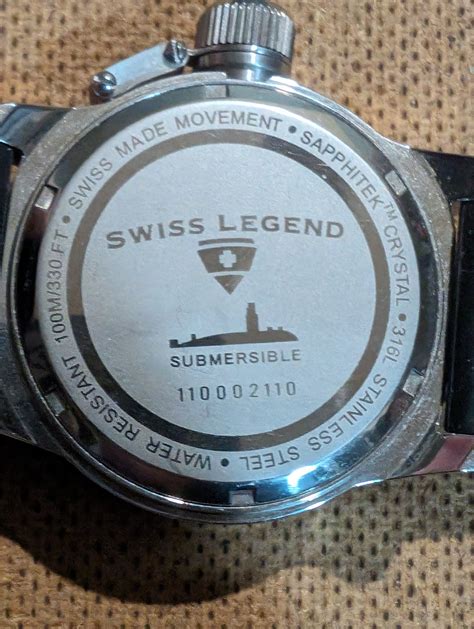 SWISS MADE MOVEMENT • SAPPHITEK™ CRYSTAL • 316L STAINLESS STEEL • WATER RESISTANT 100M/330 FT •
SWISS LEGEND
SUBMERSIBLE
110002110